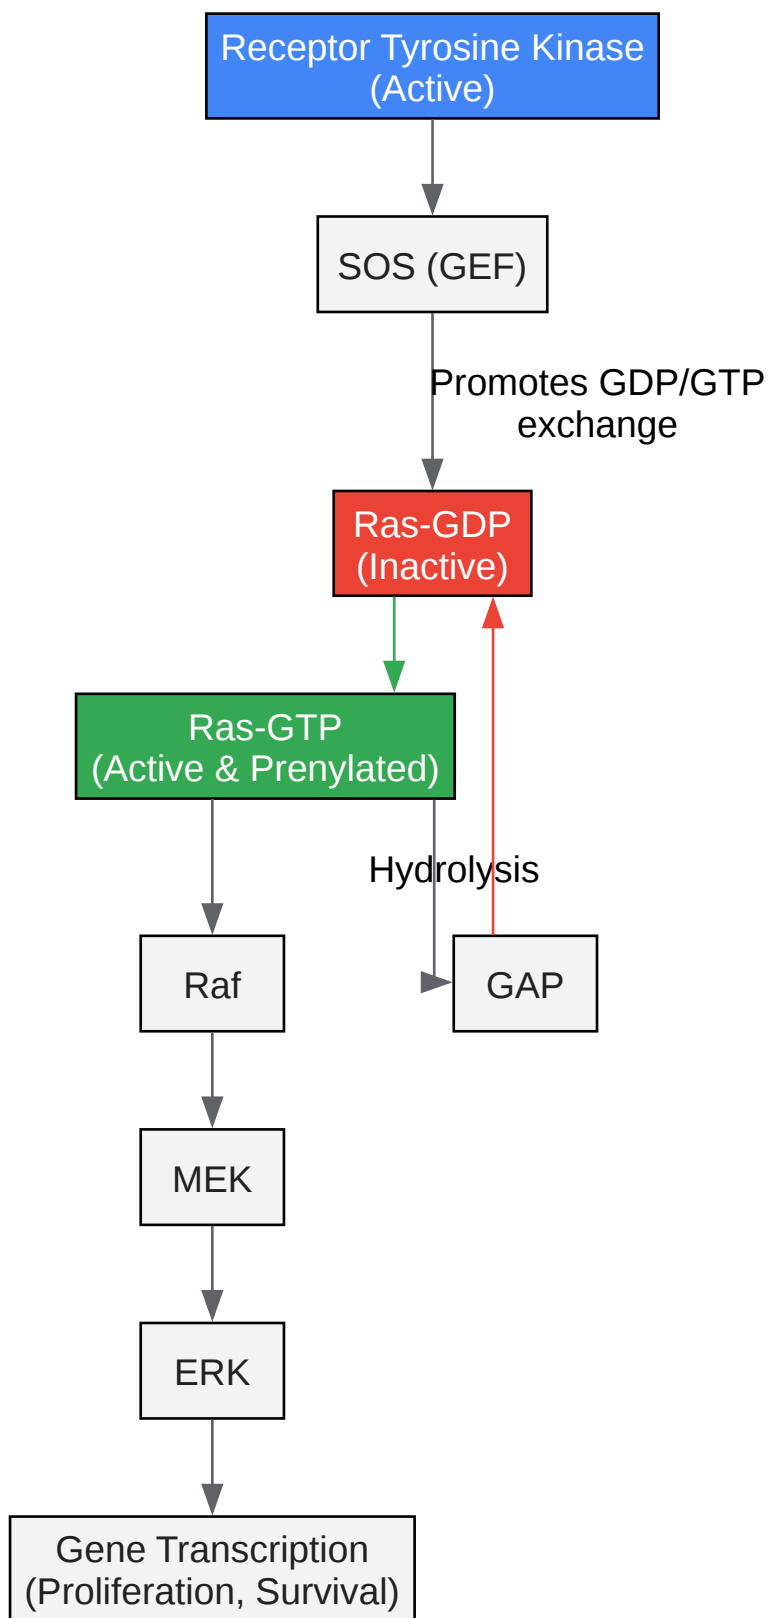 Receptor Tyrosine Kinase
(Active)
SOS (GEF)
Promotes GDP/GTP
exchange
Ras-GDP
(Inactive)
Ras-GTP
(Active & Prenylated)
Hydrolysis
Raf
GAP
MEK
ERK
Gene Transcription
(Proliferation, Survival)